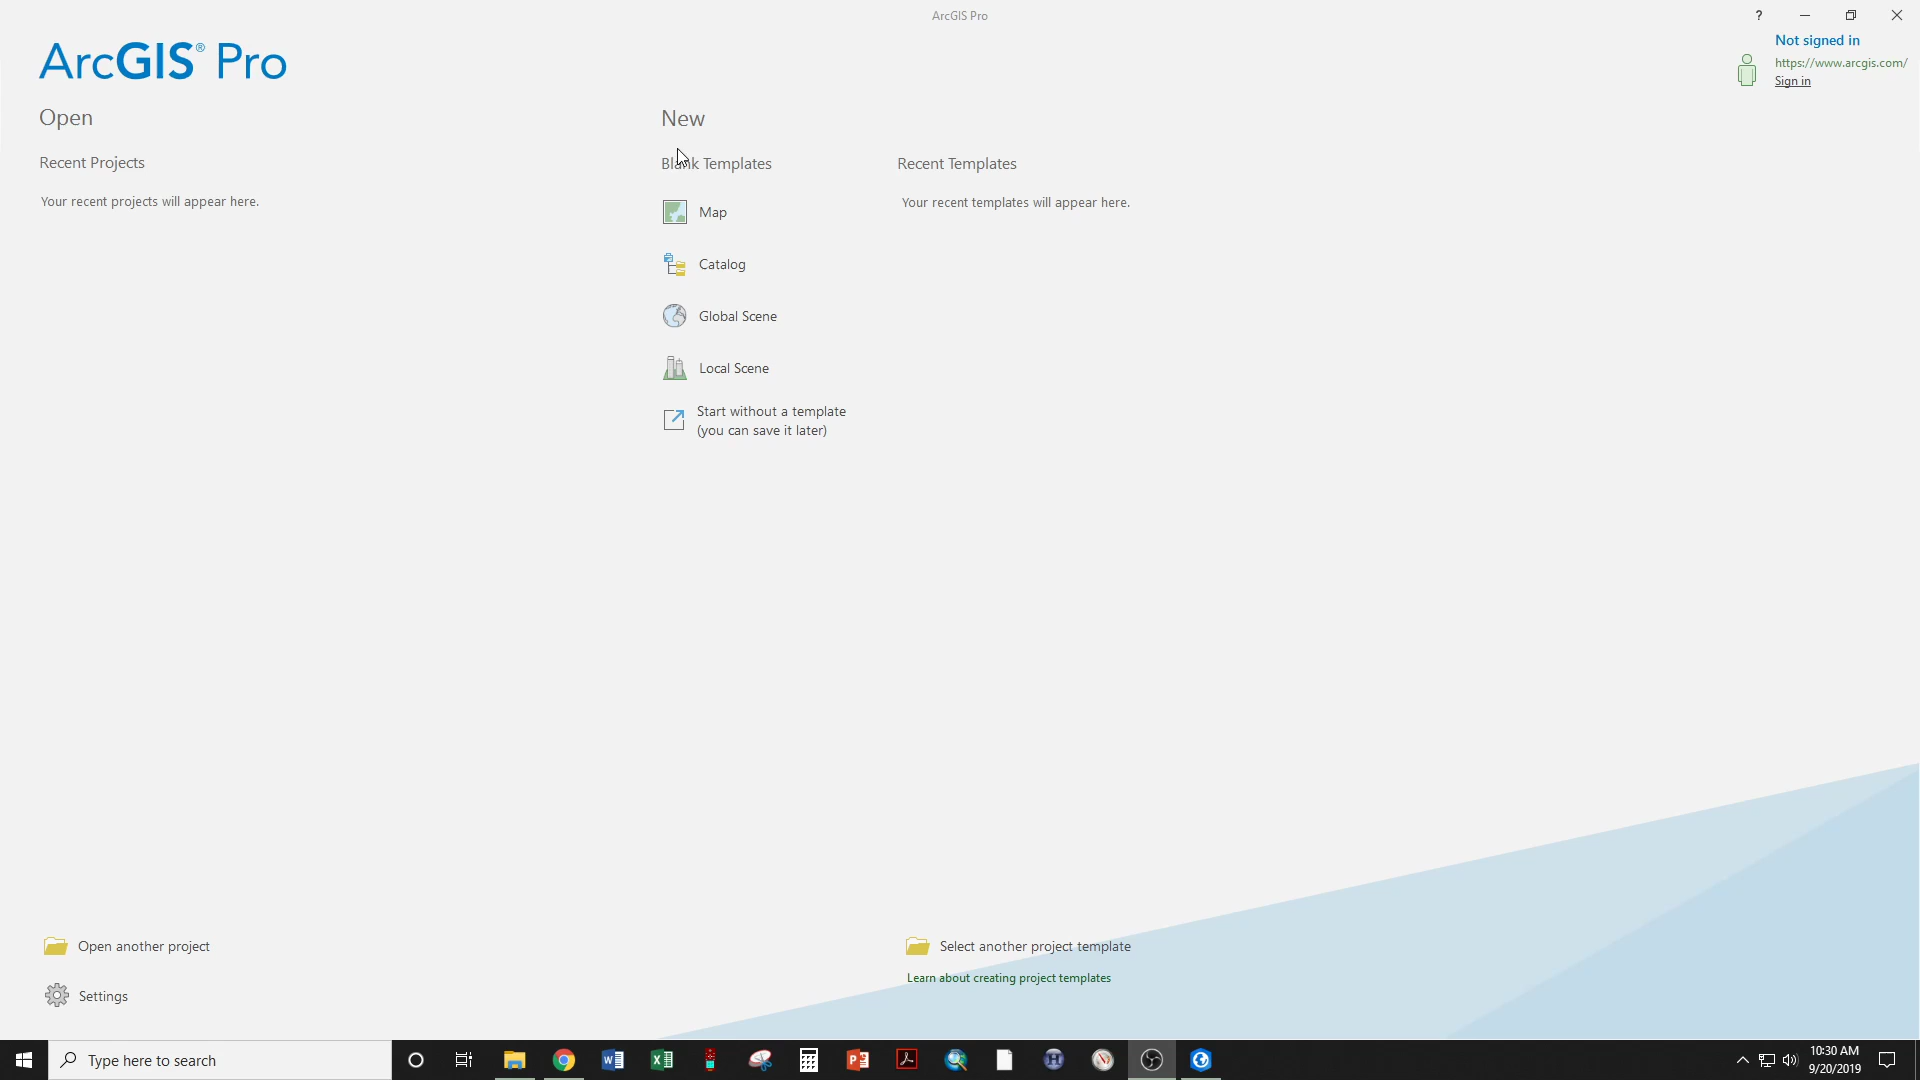 ArcGIS Pro
?
Not signed in
https://www.arcgis.com/
Sign in
ArcGIS® Pro
Open
New
Recent Projects
Blank Templates
Recent Templates
Your recent projects will appear here.
Your recent templates will appear here.
Map
Catalog
Global Scene
Local Scene
Start without a template
(you can save it later)
Open another project
Select another project template
Learn about creating project templates
Settings
Type here to search
10:30 AM
9/20/2019